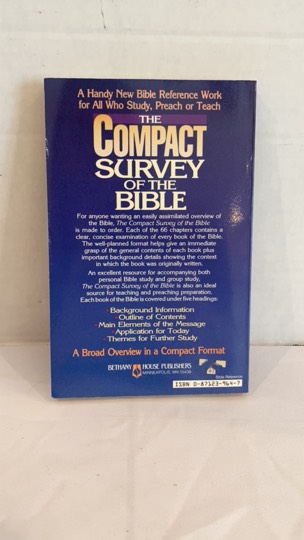 A Handy New Bible Reference Work
for All Who Study, Preach or Teach
THE
COMPACT
SURVEY
OF THE
BIBLE
For anyone wanting an easily assimilated overview of
the Bible, The Compact Survey of the Bible
is made to order. Each of the 66 chapters contains a
clear, concise examination of every book of the Bible.
The well-planned format helps give an immediate
grasp of the general contents of each book plus
important background details showing the context
in which the book was originally written.
An excellent resource for accompanying both
personal Bible study and group study,
The Compact Survey of the Bible is also an ideal
source for teaching and preaching preparation.
Each book of the Bible is covered under five headings:
• Background Information
• Outline of Contents
• Main Elements of the Message
• Application for Today
• Themes for Further Study
A Broad Overview in a Compact Format
BETHANY HOUSE PUBLISHERS
MINNEAPOLIS, MN 55438
Bible Reference
ISBN 0-87123-964-7